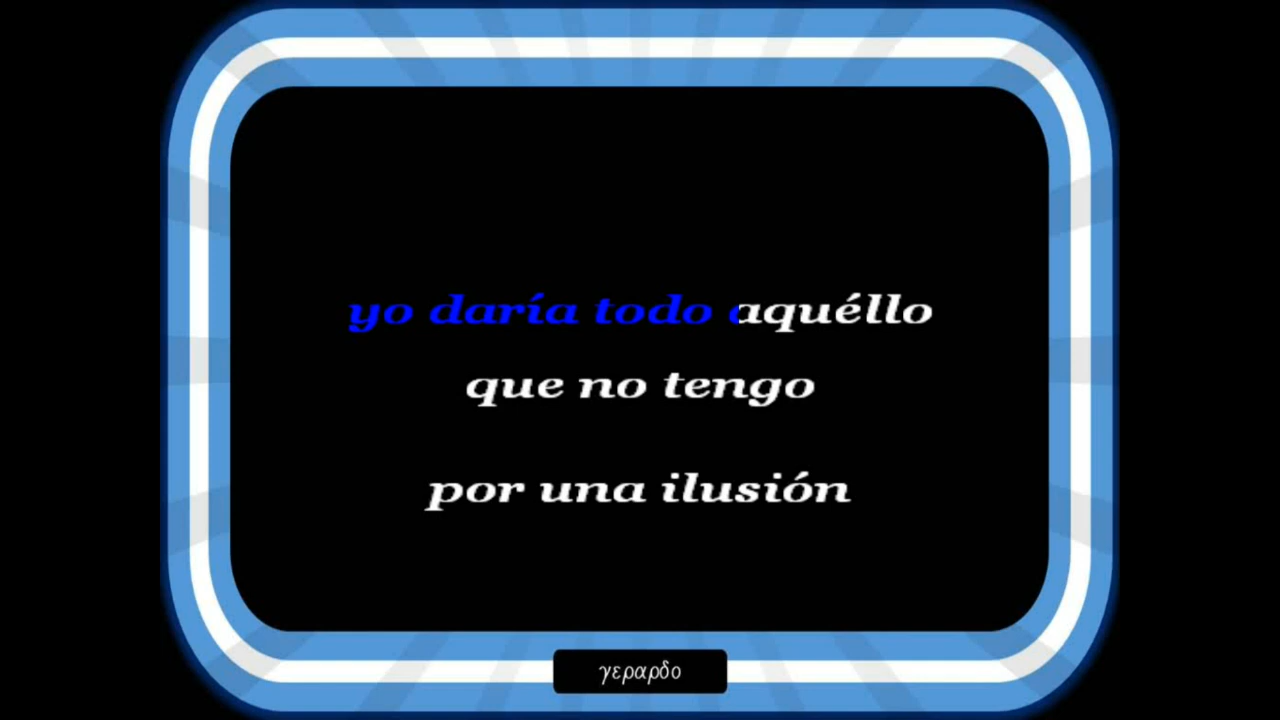 yo daría todo aquéllo
que no tengo
por una ilusión
γεραρδο